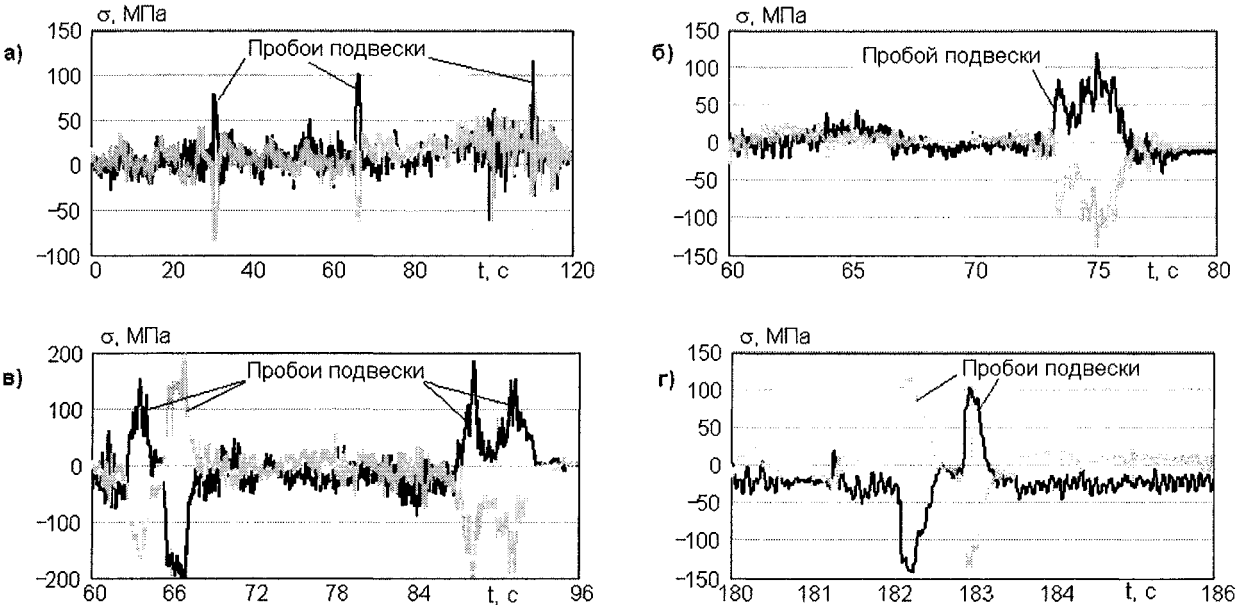 а)
σ, МПа
150
100
50
0
−50
−100
Пробои подвески
0 20 40 60 80 t, с 120
б)
σ, МПа
150
100
50
0
−50
−100
−150
Пробой подвески
60 65 70 75 t, с 80
в)
σ, МПа
200
100
0
−100
−200
Пробои подвески
60 66 72 78 84 t, с 96
г)
σ, МПа
150
100
50
0
−50
−100
−150
Пробои подвески
180 181 182 183 184 t, с 186